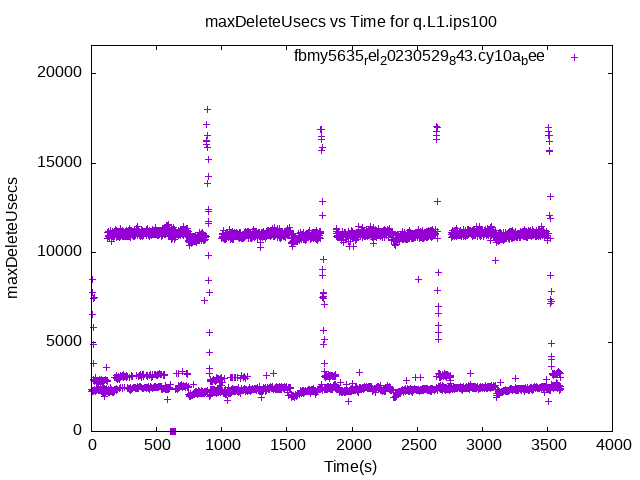 maxDeleteUsecs vs Time for q.L1.ips100
fbmy5635rel20230529843.cy10abee
20000
15000
10000
5000
0
maxDeleteUsecs
0 500 1000 1500 2000 2500 3000 3500 4000
Time(s)